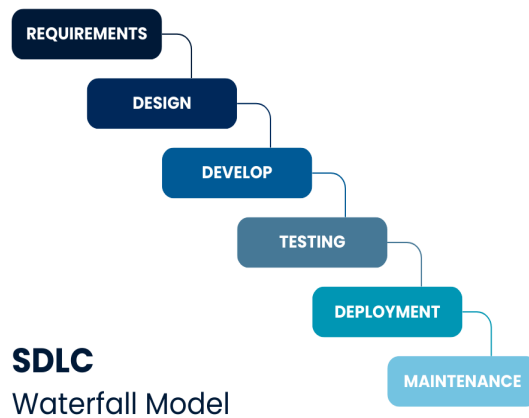 REQUIREMENTS
DESIGN
DEVELOP
TESTING
DEPLOYMENT
MAINTENANCE
SDLC
Waterfall Model